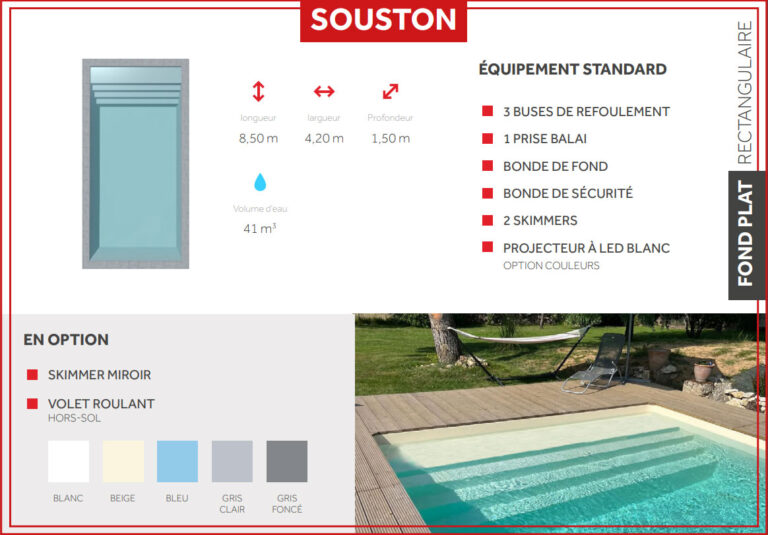 SOUSTON
longueur
8,50 m
largueur
4,20 m
Profondeur
1,50 m
Volume d'eau
41 m³
ÉQUIPEMENT STANDARD
3 BUSES DE REFOULEMENT
1 PRISE BALAI
BONDE DE FOND
BONDE DE SÉCURITÉ
2 SKIMMERS
PROJECTEUR À LED BLANC
OPTION COULEURS
FOND PLAT RECTANGULAIRE
EN OPTION
SKIMMER MIROIR
VOLET ROULANT
HORS-SOL
BLANC
BEIGE
BLEU
GRIS
CLAIR
GRIS
FONCÉ